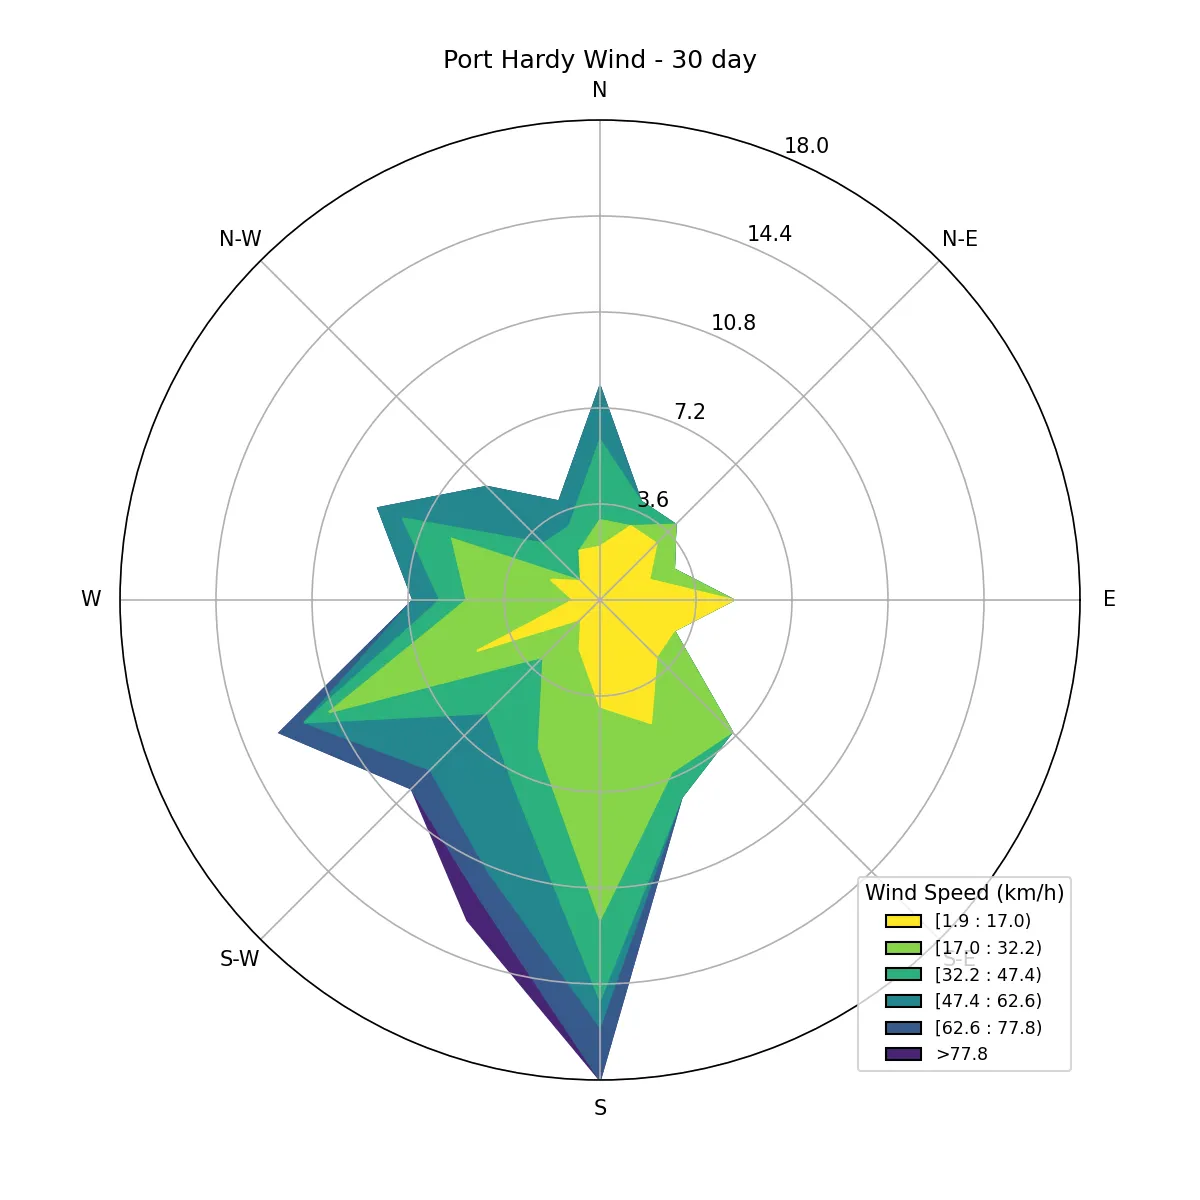 Port Hardy Wind - 30 day
N
18.0
14.4
N-W
N-E
10.8
7.2
3.6
W
E
Wind Speed (km/h)
[1.9 : 17.0)
[17.0 : 32.2)
S-W
S-E
[32.2 : 47.4)
[47.4 : 62.6)
[62.6 : 77.8)
>77.8
S